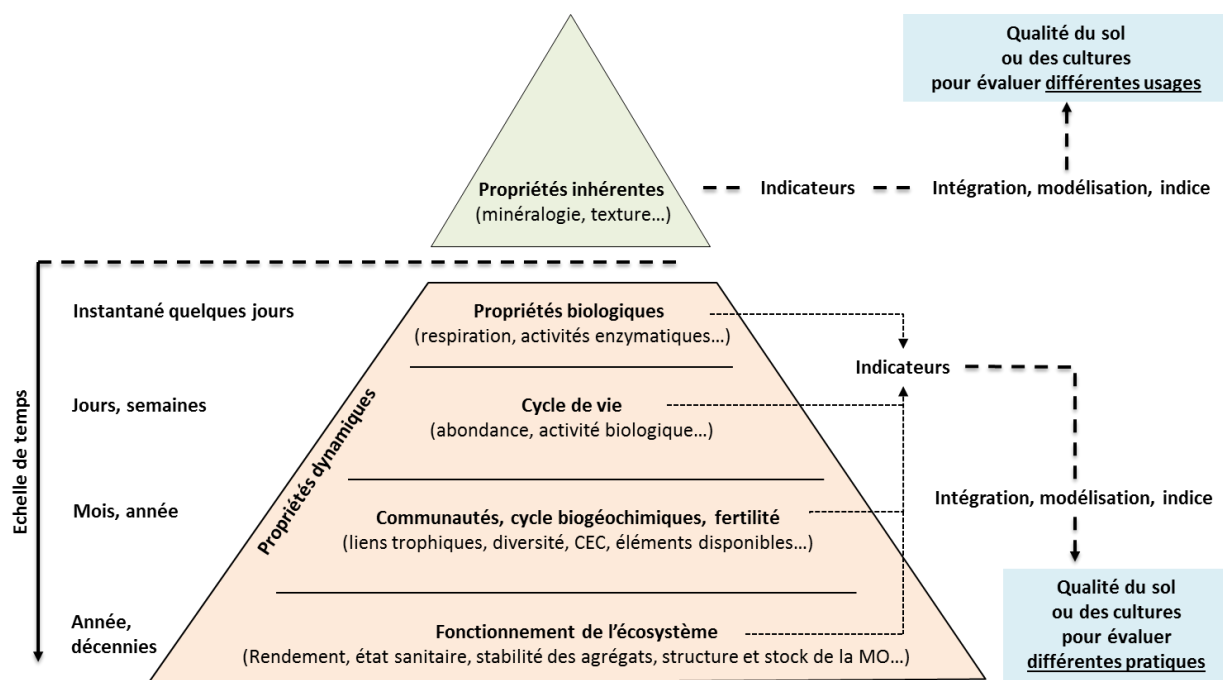 Qualité du sol
ou des cultures
pour évaluer différentes usages
Propriétés inhérentes
(minéralogie, texture...)
Indicateurs
Intégration, modélisation, indice
Echelle de temps
Instantané quelques jours
Propriétés biologiques
(respiration, activités enzymatiques...)
Indicateurs
Jours, semaines
Cycle de vie
(abondance, activité biologique...)
Propriétés dynamiques
Mois, année
Communautés, cycle biogéochimiques, fertilité
(liens trophiques, diversité, CEC, éléments disponibles...)
Intégration, modélisation, indice
Année,
décennies
Fonctionnement de l'écosystème
(Rendement, état sanitaire, stabilité des agrégats, structure et stock de la MO...)
Qualité du sol
ou des cultures
pour évaluer
différentes pratiques